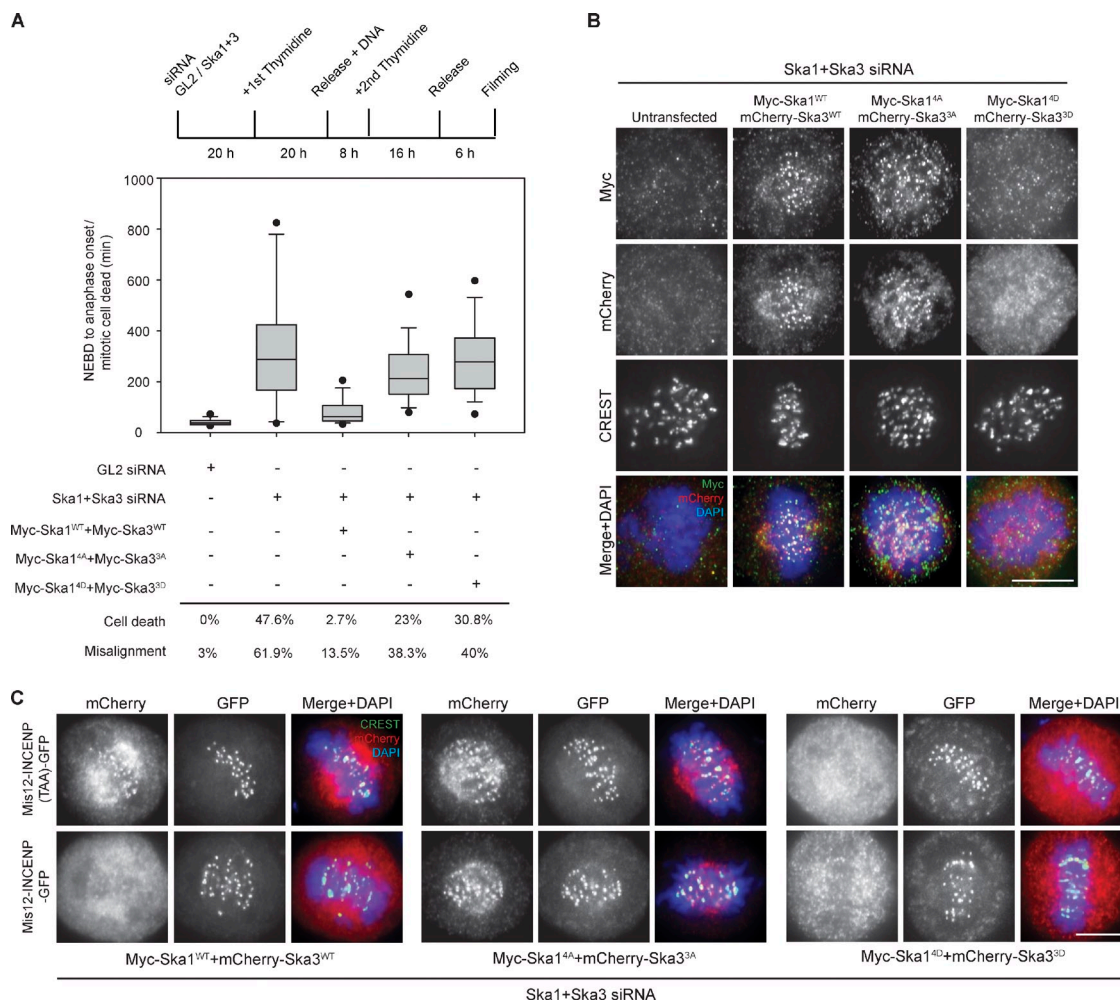 A
siRNA
GL2 / Ska1+3
+1st Thymidine
Release + DNA
+2nd Thymidine
Release
Filming
20 h 20 h 8 h 16 h 6 h
NEBD to anaphase onset/
mitotic cell dead (min)
1000
800
600
400
200
0
GL2 siRNA + - - - -
Ska1+Ska3 siRNA - + + + +
Myc-Ska1WT+Myc-Ska3WT - - + - -
Myc-Ska14A+Myc-Ska33A - - - + -
Myc-Ska14D+Myc-Ska33D - - - - +
Cell death 0% 47.6% 2.7% 23% 30.8%
Misalignment 3% 61.9% 13.5% 38.3% 40%
B
Ska1+Ska3 siRNA
Untransfected
Myc-Ska1WT
mCherry-Ska3WT
Myc-Ska14A
mCherry-Ska33A
Myc-Ska14D
mCherry-Ska33D
Myc
mCherry
CREST
Merge+DAPI
Myc
mCherry
DAPI
C
mCherry GFP Merge+DAPI mCherry GFP Merge+DAPI mCherry GFP Merge+DAPI
CREST
mCherry
DAPI
Mis12-INCENP
(TAA)-GFP
Mis12-INCENP
-GFP
Myc-Ska1WT+mCherry-Ska3WT Myc-Ska14A+mCherry-Ska33A Myc-Ska14D+mCherry-Ska33D
Ska1+Ska3 siRNA